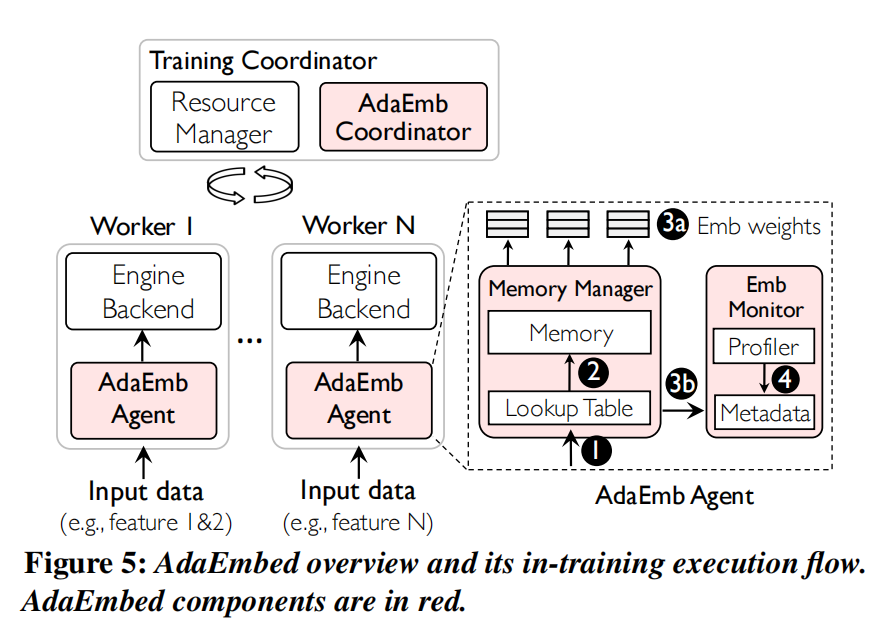 Training Coordinator
Resource
Manager
AdaEmb
Coordinator
Worker 1
Engine
Backend
AdaEmb
Agent
Input data
(e.g., feature 1&2)
...
Worker N
Engine
Backend
AdaEmb
Agent
Input data
(e.g., feature N)
3a Emb weights
Memory Manager
Memory
2
Lookup Table
1
3b
Emb
Monitor
Profiler
4
Metadata
AdaEmb Agent
Figure 5: AdaEmbed overview and its in-training execution flow.
AdaEmbed components are in red.